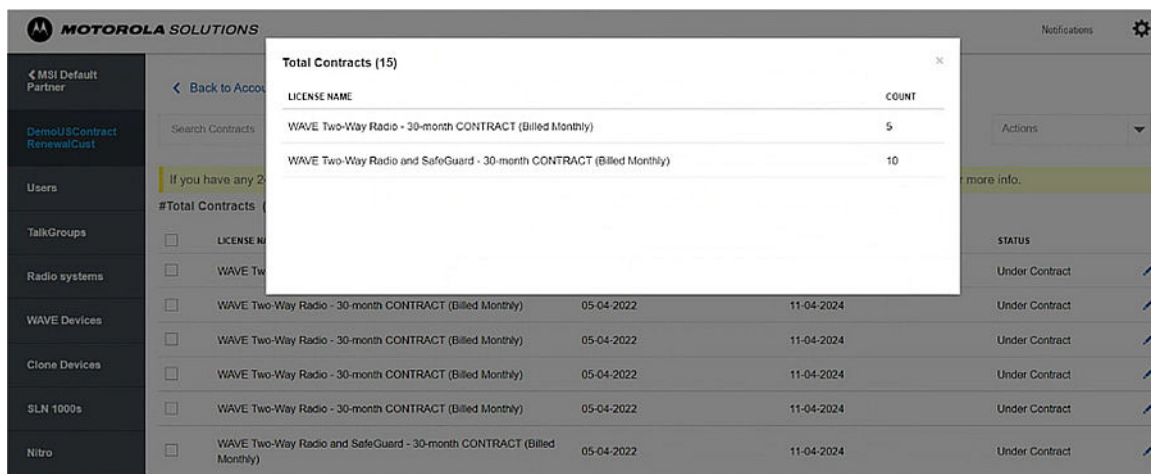 MOTOROLA SOLUTIONS
Notifications
MSI Default
Partner
Back to Accou
Total Contracts (15)
×
LICENSE NAME COUNT
WAVE Two-Way Radio - 30-month CONTRACT (Billed Monthly) 5
WAVE Two-Way Radio and SafeGuard - 30-month CONTRACT (Billed Monthly) 10
DemoUSContract
RenewalCust
Search Contracts
Actions
Users
If you have any 2
r more info.
#Total Contracts (
TalkGroups
LICENSE NA
STATUS
Radio systems
WAVE Tw
Under Contract
WAVE Two-Way Radio - 30-month CONTRACT (Billed Monthly) 05-04-2022 11-04-2024 Under Contract
WAVE Devices
WAVE Two-Way Radio - 30-month CONTRACT (Billed Monthly) 05-04-2022 11-04-2024 Under Contract
Clone Devices
WAVE Two-Way Radio - 30-month CONTRACT (Billed Monthly) 05-04-2022 11-04-2024 Under Contract
SLN 1000s
WAVE Two-Way Radio - 30-month CONTRACT (Billed Monthly) 05-04-2022 11-04-2024 Under Contract
Nitro
WAVE Two-Way Radio and SafeGuard - 30-month CONTRACT (Billed
Monthly) 05-04-2022 11-04-2024 Under Contract